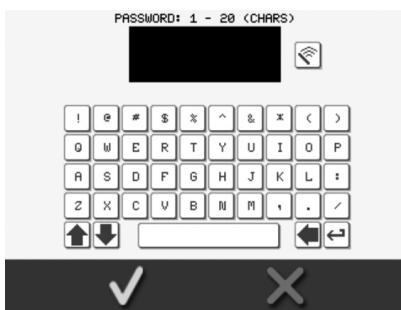 PASSWORD: 1 - 20 (CHARS)
! @ # $ % ^ & * ( )
Q W E R T Y U I O P
A S D F G H J K L :
Z X C V B N M , . /